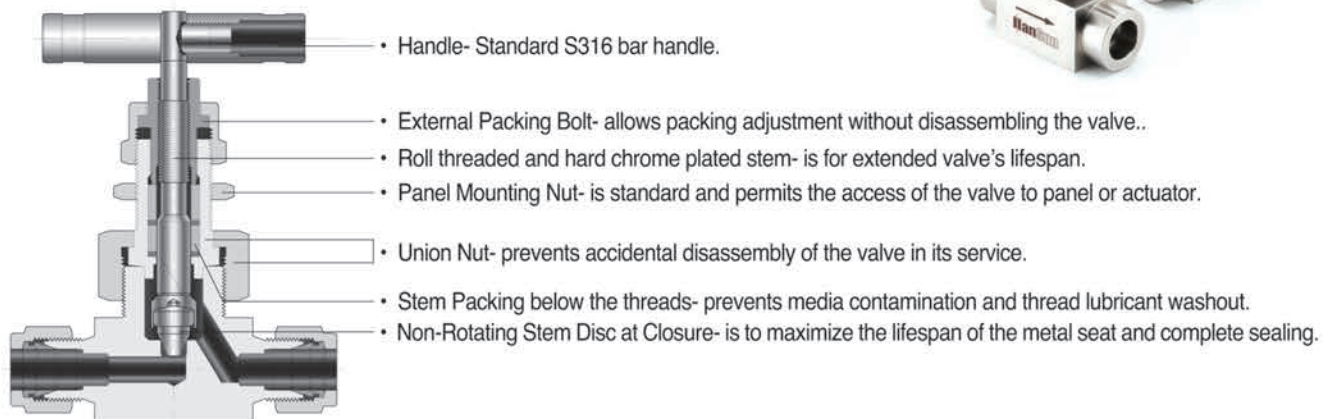 Hansun
• Handle- Standard S316 bar handle.
• External Packing Bolt- allows packing adjustment without disassembling the valve..
• Roll threaded and hard chrome plated stem- is for extended valve's lifespan.
• Panel Mounting Nut- is standard and permits the access of the valve to panel or actuator.
• Union Nut- prevents accidental disassembly of the valve in its service.
• Stem Packing below the threads- prevents media contamination and thread lubricant washout.
• Non-Rotating Stem Disc at Closure- is to maximize the lifespan of the metal seat and complete sealing.